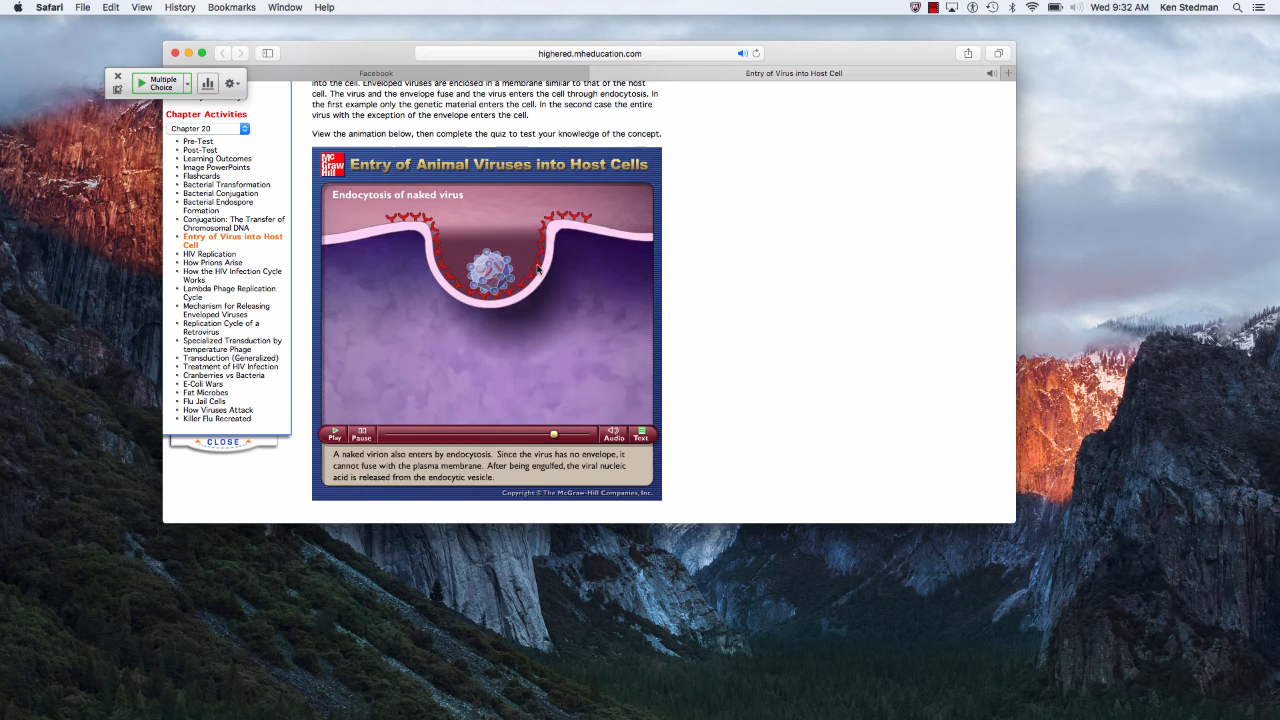 Safari File Edit View History Bookmarks Window Help Wed 9:32 AM Ken Stedman
highered.mheducation.com
Facebook Entry of Virus into Host Cell
Multiple
Choice
into the cell. Enveloped viruses are enclosed in a membrane similar to that of the host
cell. The virus and the envelope fuse and the virus enters the cell through endocytosis. In
the first example only the genetic material enters the cell. In the second case the entire
virus with the exception of the envelope enters the cell.
View the animation below, then complete the quiz to test your knowledge of the concept.
Chapter Activities
Chapter 20
• Pre-Test
• Post-Test
• Learning Outcomes
• Image PowerPoints
• Flashcards
• Bacterial Transformation
• Bacterial Conjugation
• Bacterial Endospore
Formation
• Conjugation: The Transfer of
Chromosomal DNA
• Entry of Virus into Host
Cell
• HIV Replication
• How Prions Arise
• How the HIV Infection Cycle
Works
• Lambda Phage Replication
Cycle
• Mechanism for Releasing
Enveloped Viruses
• Replication Cycle of a
Retrovirus
• Specialized Transduction by
temperature Phage
• Transduction (Generalized)
• Treatment of HIV Infection
• Cranberries vs Bacteria
• E-Coli Wars
• Fat Microbes
• Flu Jail Cells
• How Viruses Attack
• Killer Flu Recreated
CLOSE
Mc
Graw
Hill
Entry of Animal Viruses into Host Cells
Endocytosis of naked virus
Play Pause Audio Text
A naked virion also enters by endocytosis. Since the virus has no envelope, it
cannot fuse with the plasma membrane. After being engulfed, the viral nucleic
acid is released from the endocytic vesicle.
Copyright © The McGraw-Hill Companies, Inc.